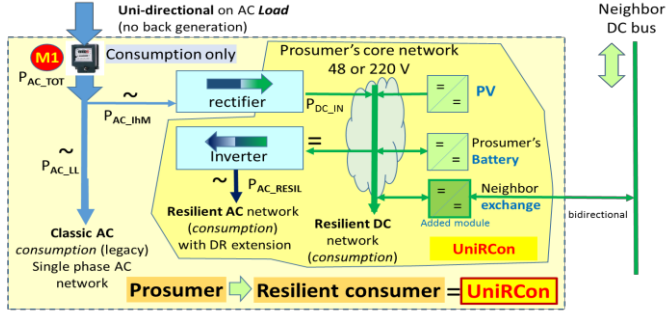 Uni-directional on AC Load
(no back generation)
Neighbor
DC bus
M1
Consumption only
P_AC_TOT
Prosumer's core network
48 or 220 V
~
rectifier
P_AC_IhM
P_DC_IN
=
=
PV
~
P_AC_LL
Inverter
=
=
=
Prosumer's
Battery
~
P_AC_RESIL
=
=
Neighbor
exchange
Added module
bidirectional
Classic AC
consumption (legacy)
Single phase AC
network
Resilient AC network
(consumption)
with DR extension
Resilient DC
network
(consumption)
UniRCon
Prosumer
Resilient consumer
=
UniRCon